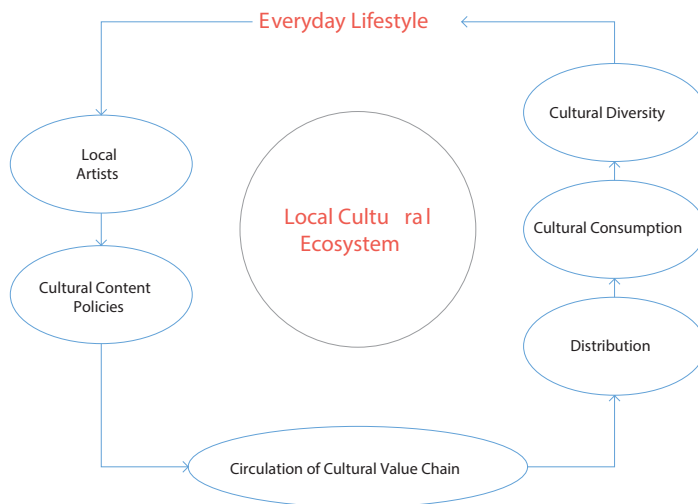 Everyday Lifestyle
Cultural Diversity
Local
Artists
Local Cultu ral
Ecosystem
Cultural Consumption
Cultural Content
Policies
Distribution
Circulation of Cultural Value Chain